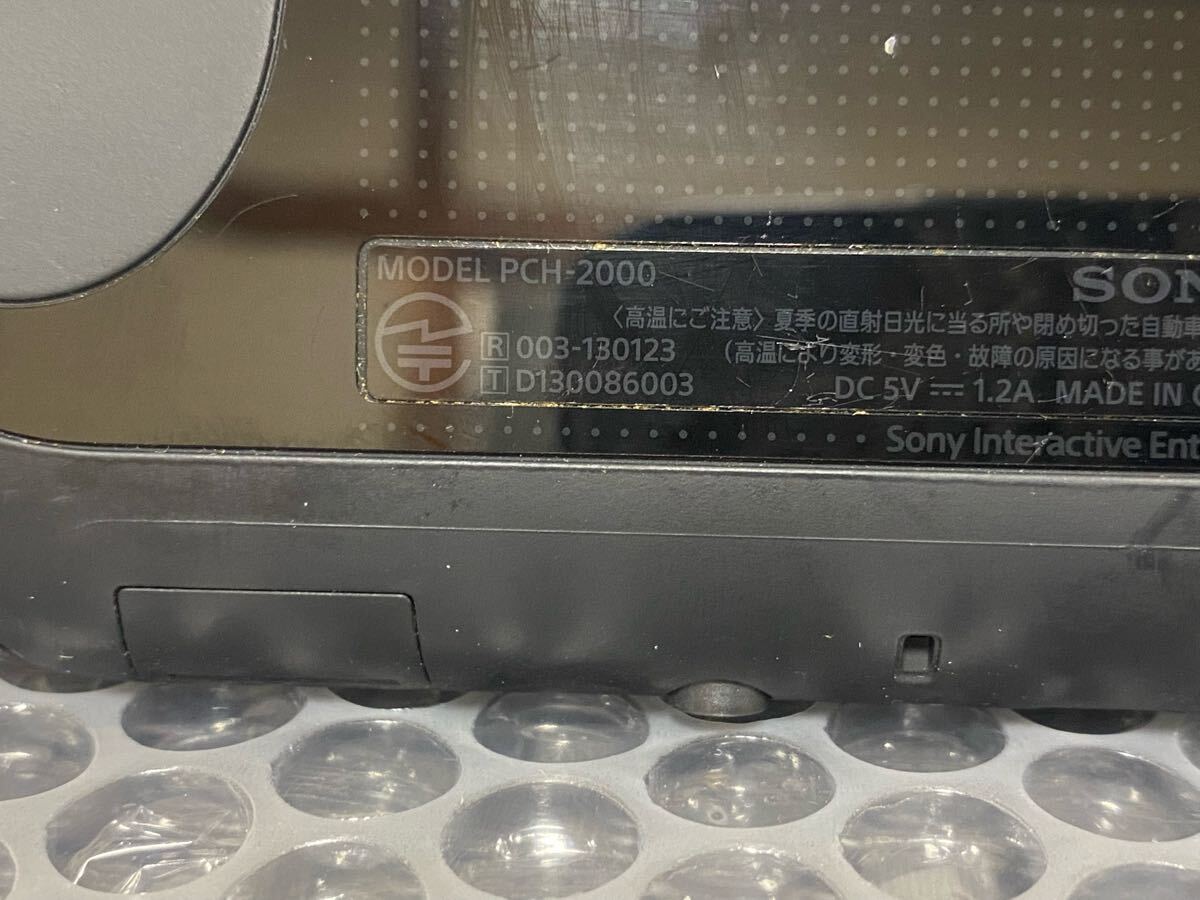 MODEL PCH-2000
SON
〈高温にご注意〉夏季の直射日光に当る所や閉め切った自動車
R 003-130123 (高温により変形・変色・故障の原因になる事があ
T D130086003 DC 5V ⎓ 1.2A MADE IN
Sony Interactive Ent